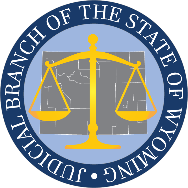 JUDICIAL BRANCH OF THE STATE OF WYOMING •